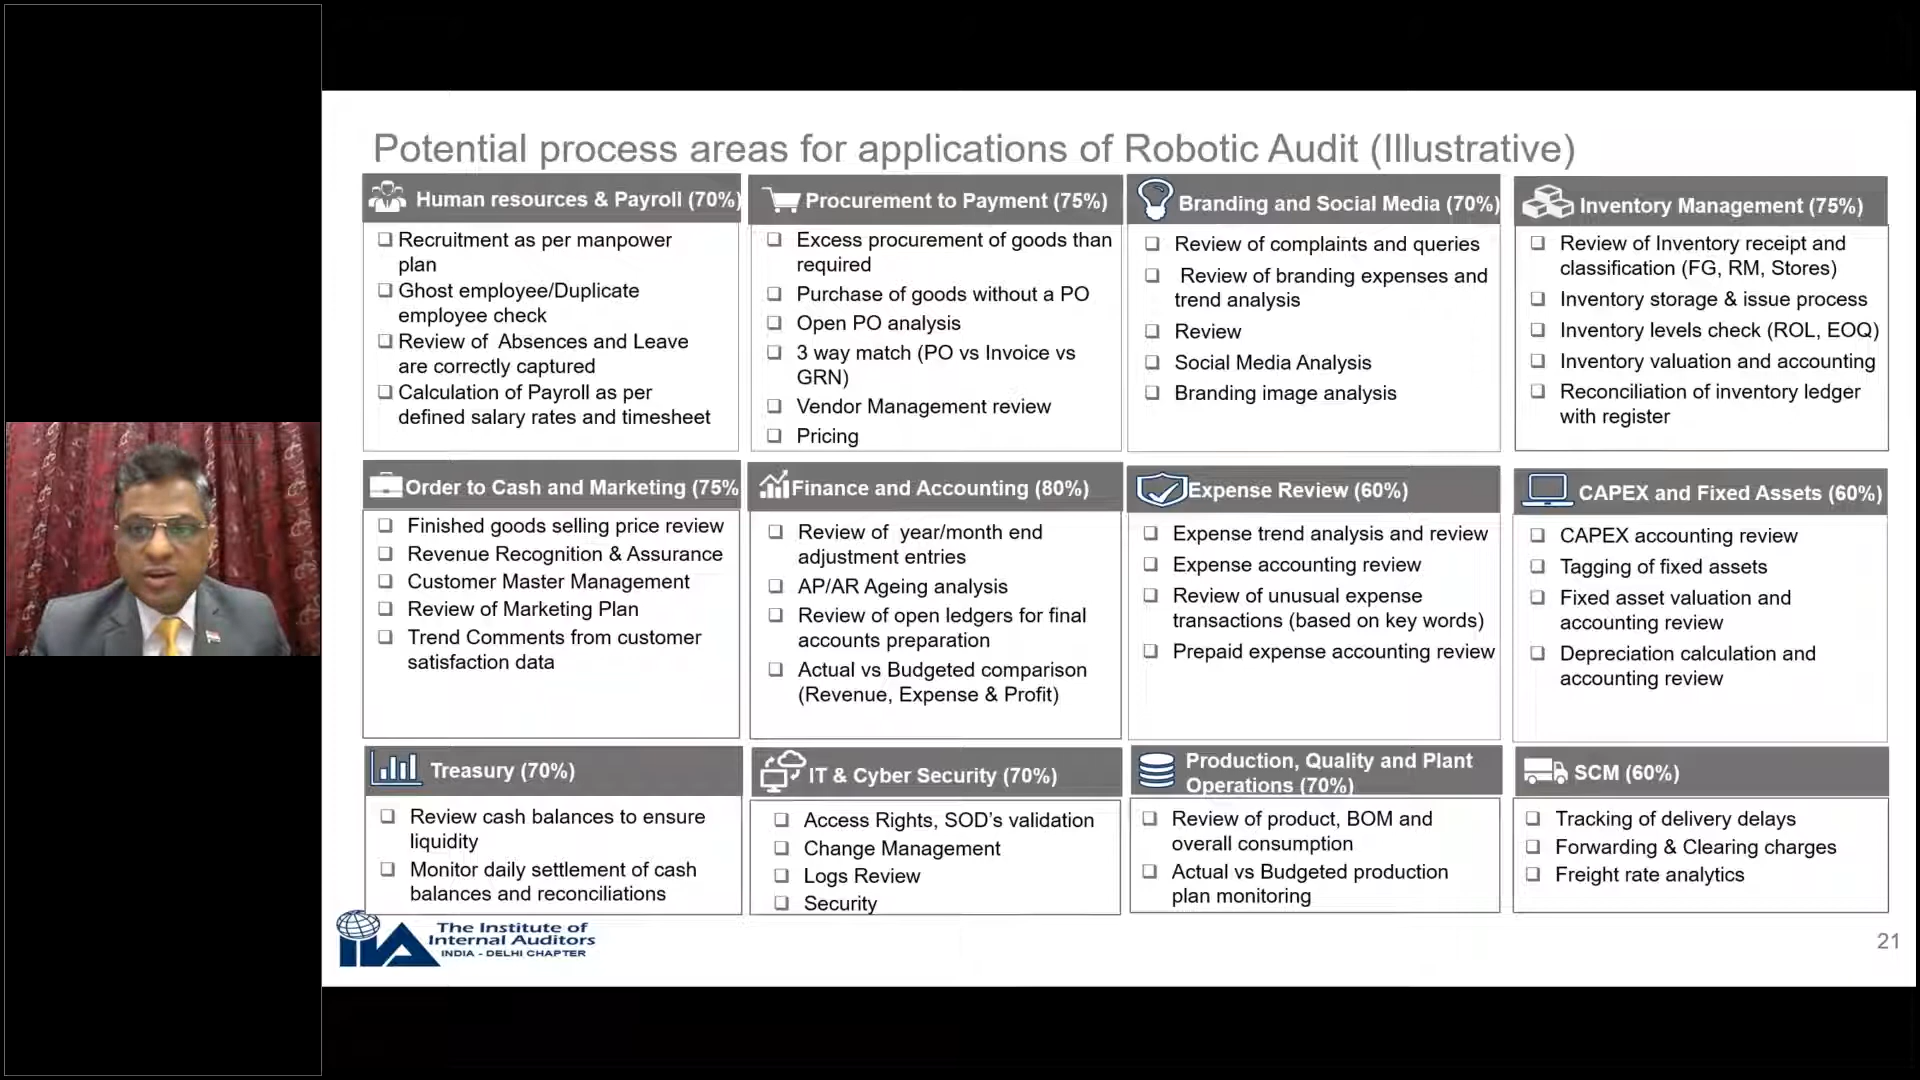 Potential process areas for applications of Robotic Audit (Illustrative)
Human resources & Payroll (70%)
Recruitment as per manpower
plan
Ghost employee/Duplicate
employee check
Review of Absences and Leave
are correctly captured
Calculation of Payroll as per
defined salary rates and timesheet
Procurement to Payment (75%)
Excess procurement of goods than
required
Purchase of goods without a PO
Open PO analysis
3 way match (PO vs Invoice vs
GRN)
Vendor Management review
Pricing
Branding and Social Media (70%)
Review of complaints and queries
Review of branding expenses and
trend analysis
Review
Social Media Analysis
Branding image analysis
Inventory Management (75%)
Review of Inventory receipt and
classification (FG, RM, Stores)
Inventory storage & issue process
Inventory levels check (ROL, EOQ)
Inventory valuation and accounting
Reconciliation of inventory ledger
with register
Order to Cash and Marketing (75%
Finished goods selling price review
Revenue Recognition & Assurance
Customer Master Management
Review of Marketing Plan
Trend Comments from customer
satisfaction data
Finance and Accounting (80%)
Review of year/month end
adjustment entries
AP/AR Ageing analysis
Review of open ledgers for final
accounts preparation
Actual vs Budgeted comparison
(Revenue, Expense & Profit)
Expense Review (60%)
Expense trend analysis and review
Expense accounting review
Review of unusual expense
transactions (based on key words)
Prepaid expense accounting review
CAPEX and Fixed Assets (60%)
CAPEX accounting review
Tagging of fixed assets
Fixed asset valuation and
accounting review
Depreciation calculation and
accounting review
Treasury (70%)
Review cash balances to ensure
liquidity
Monitor daily settlement of cash
balances and reconciliations
IT & Cyber Security (70%)
Access Rights, SOD's validation
Change Management
Logs Review
Security
Production, Quality and Plant
Operations (70%)
Review of product, BOM and
overall consumption
Actual vs Budgeted production
plan monitoring
SCM (60%)
Tracking of delivery delays
Forwarding & Clearing charges
Freight rate analytics
IIA
The Institute of
Internal Auditors
INDIA - DELHI CHAPTER
21